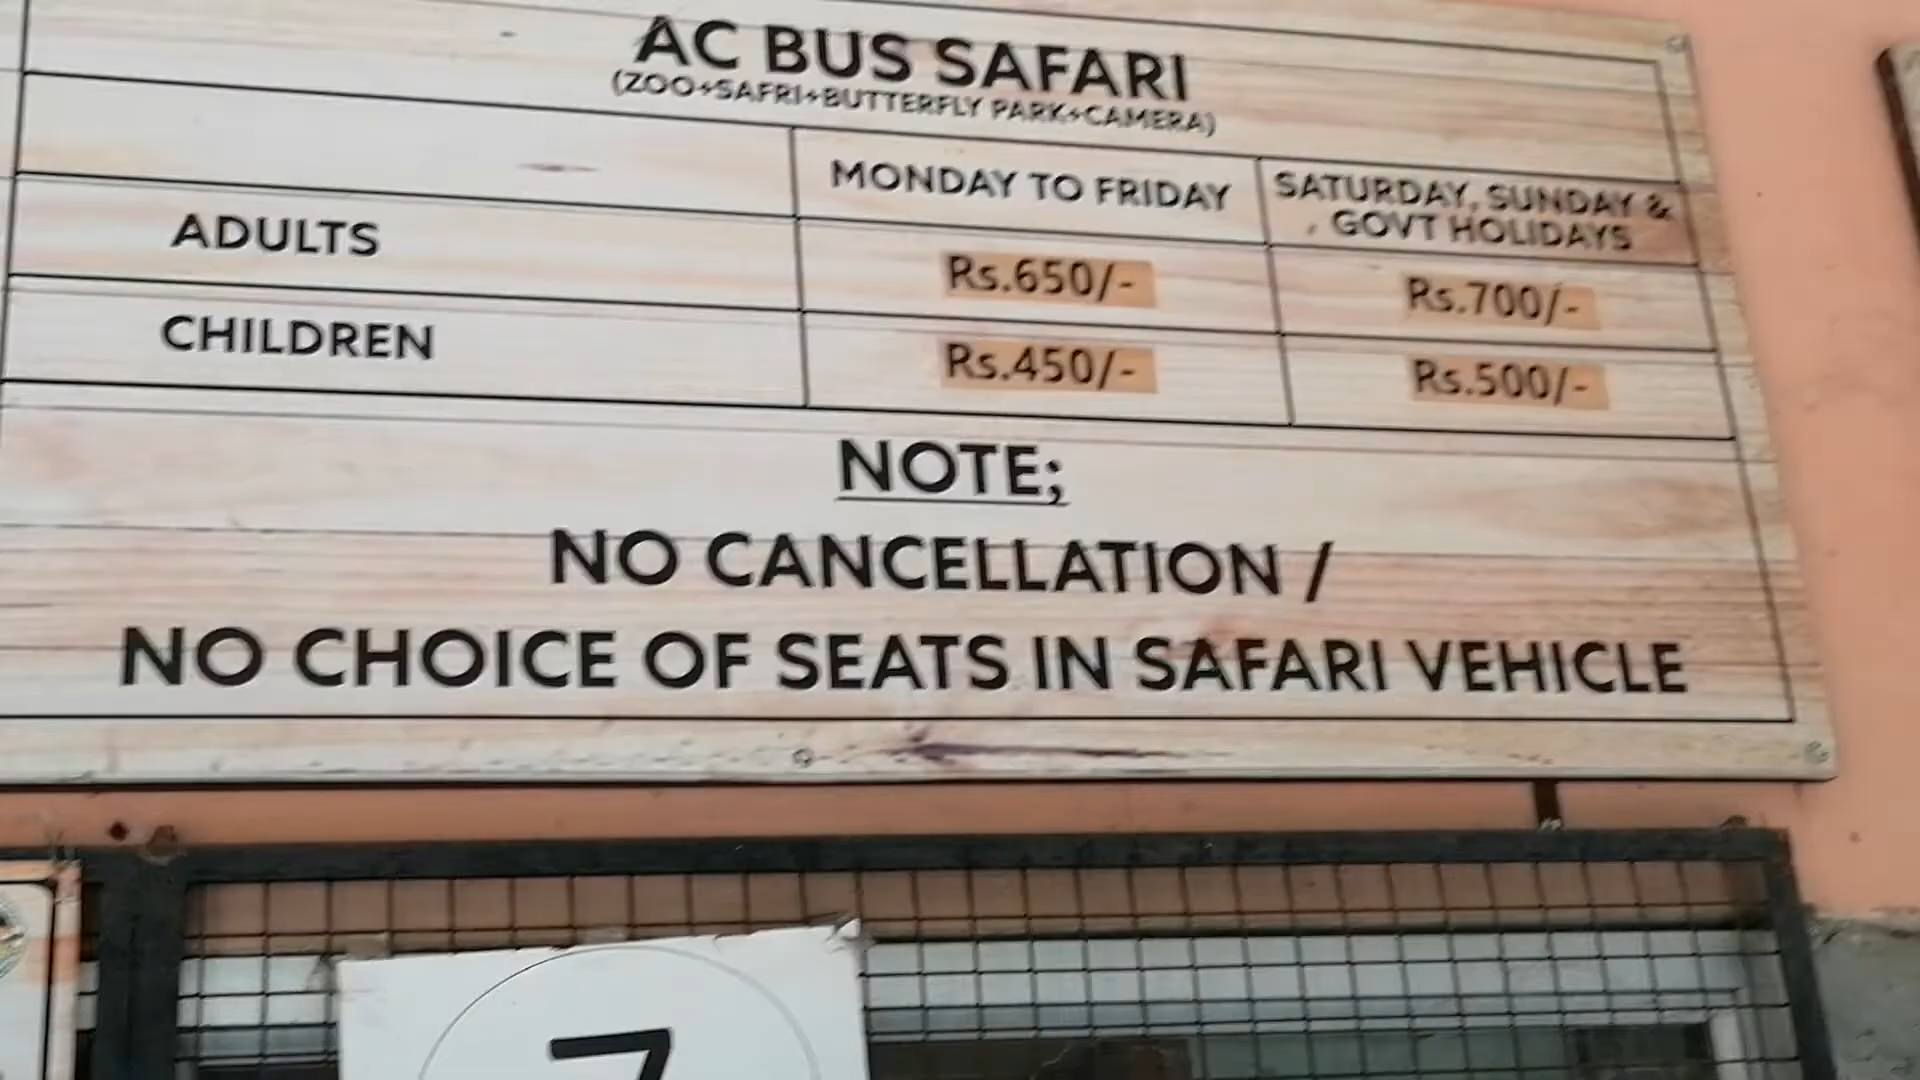 AC BUS SAFARI
(ZOO+SAFRI+BUTTERFLY PARK+CAMERA)
MONDAY TO FRIDAY
SATURDAY, SUNDAY &
GOVT HOLIDAYS
ADULTS
Rs.650/-
Rs.700/-
CHILDREN
Rs.450/-
Rs.500/-
NOTE;
NO CANCELLATION /
NO CHOICE OF SEATS IN SAFARI VEHICLE
7